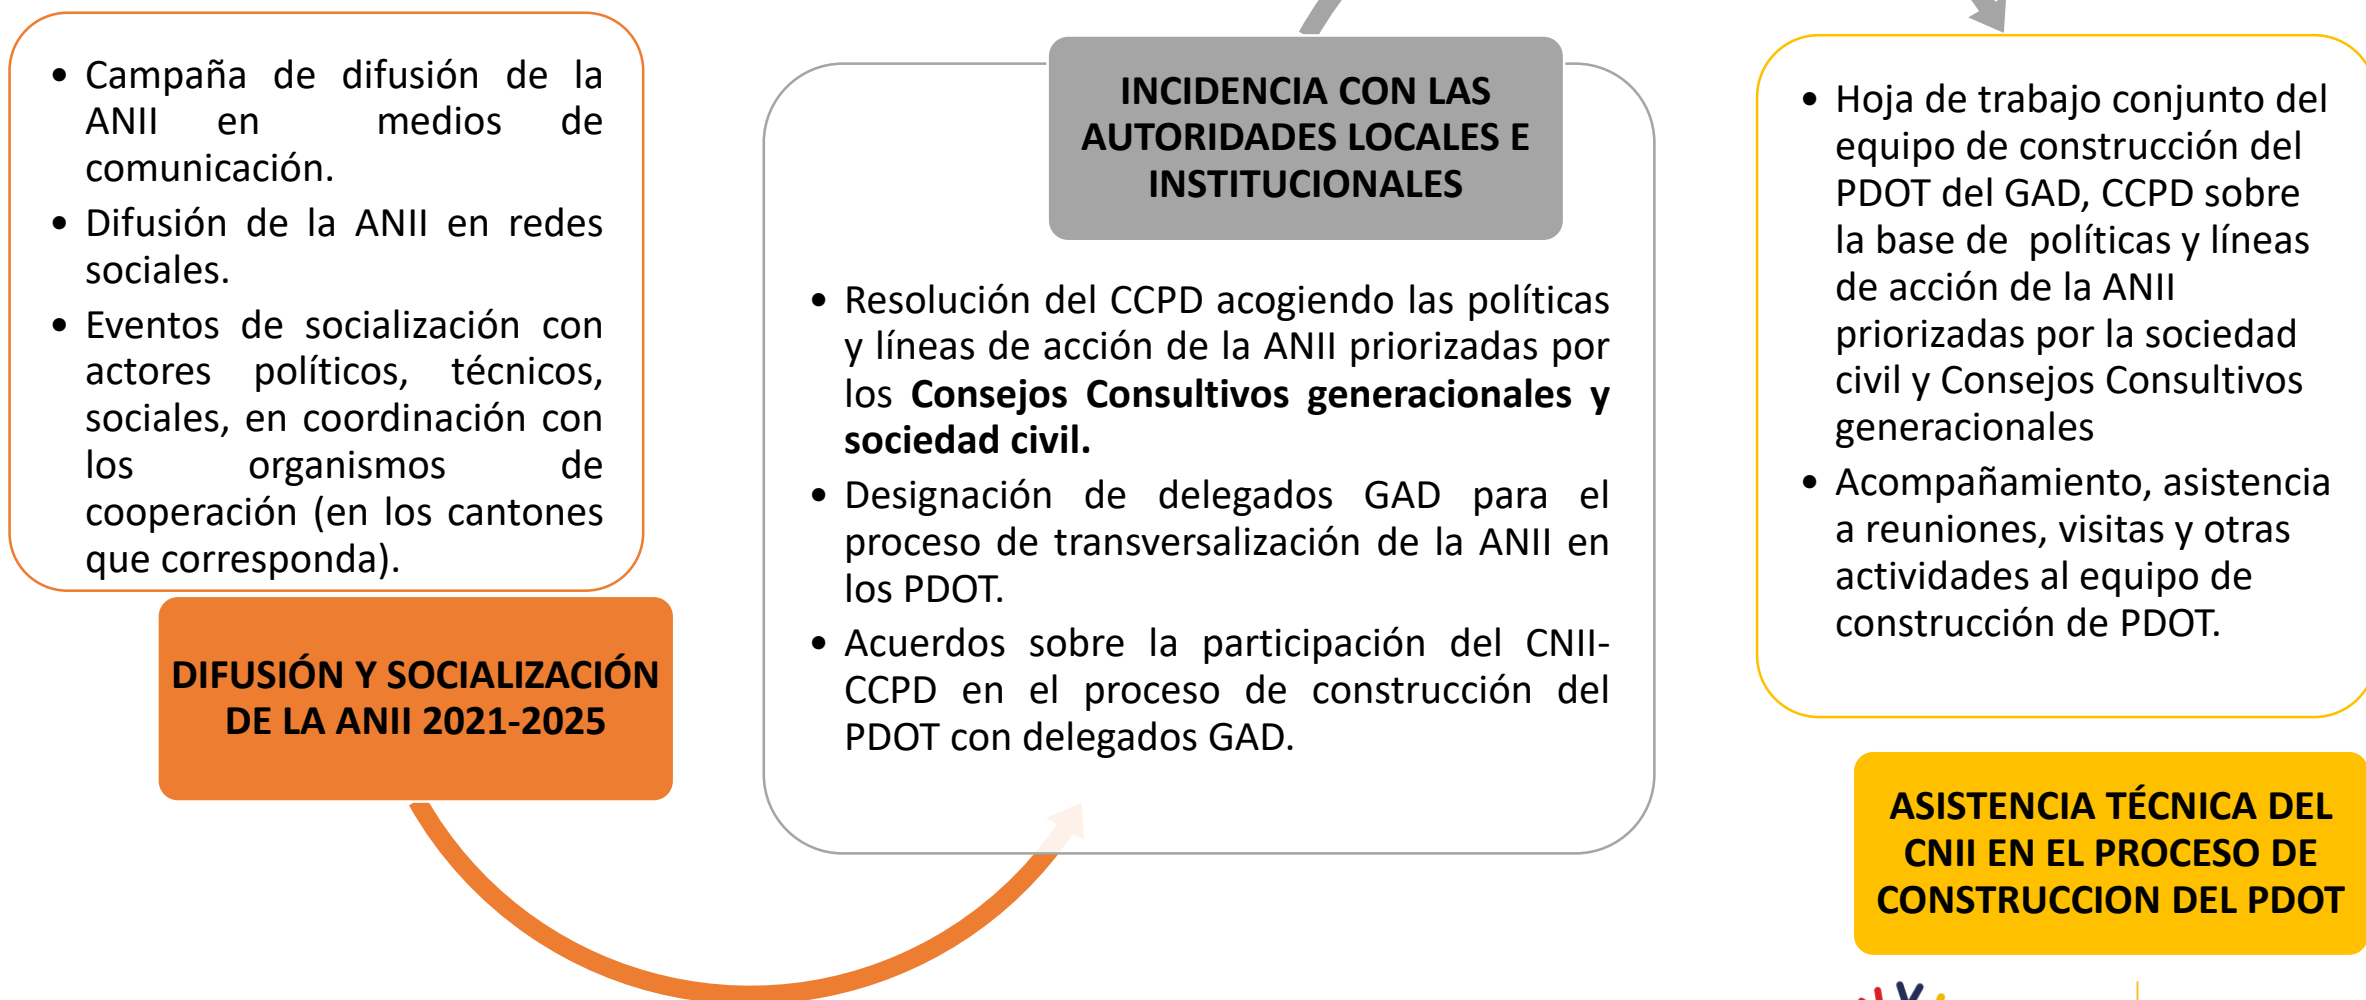 • Campaña de difusión de la
ANII en medios de
comunicación.
• Difusión de la ANII en redes
sociales.
• Eventos de socialización con
actores políticos, técnicos,
sociales, en coordinación con
los organismos de
cooperación (en los cantones
que corresponda).
DIFUSIÓN Y SOCIALIZACIÓN
DE LA ANII 2021-2025
INCIDENCIA CON LAS
AUTORIDADES LOCALES E
INSTITUCIONALES
• Resolución del CCPD acogiendo las políticas
y líneas de acción de la ANII priorizadas por
los Consejos Consultivos generacionales y
sociedad civil.
• Designación de delegados GAD para el
proceso de transversalización de la ANII en
los PDOT.
• Acuerdos sobre la participación del CNII-
CCPD en el proceso de construcción del
PDOT con delegados GAD.
• Hoja de trabajo conjunto del
equipo de construcción del
PDOT del GAD, CCPD sobre
la base de políticas y líneas
de acción de la ANII
priorizadas por la sociedad
civil y Consejos Consultivos
generacionales
• Acompañamiento, asistencia
a reuniones, visitas y otras
actividades al equipo de
construcción de PDOT.
ASISTENCIA TÉCNICA DEL
CNII EN EL PROCESO DE
CONSTRUCCION DEL PDOT